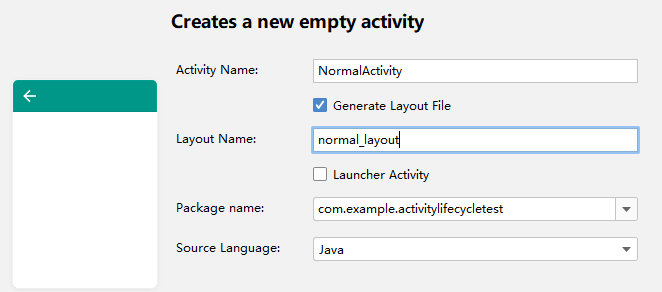 Creates a new empty activity
Activity Name:
NormalActivity
Generate Layout File
Layout Name:
normal_layout
Launcher Activity
Package name:
com.example.activitylifecycletest
Source Language:
Java